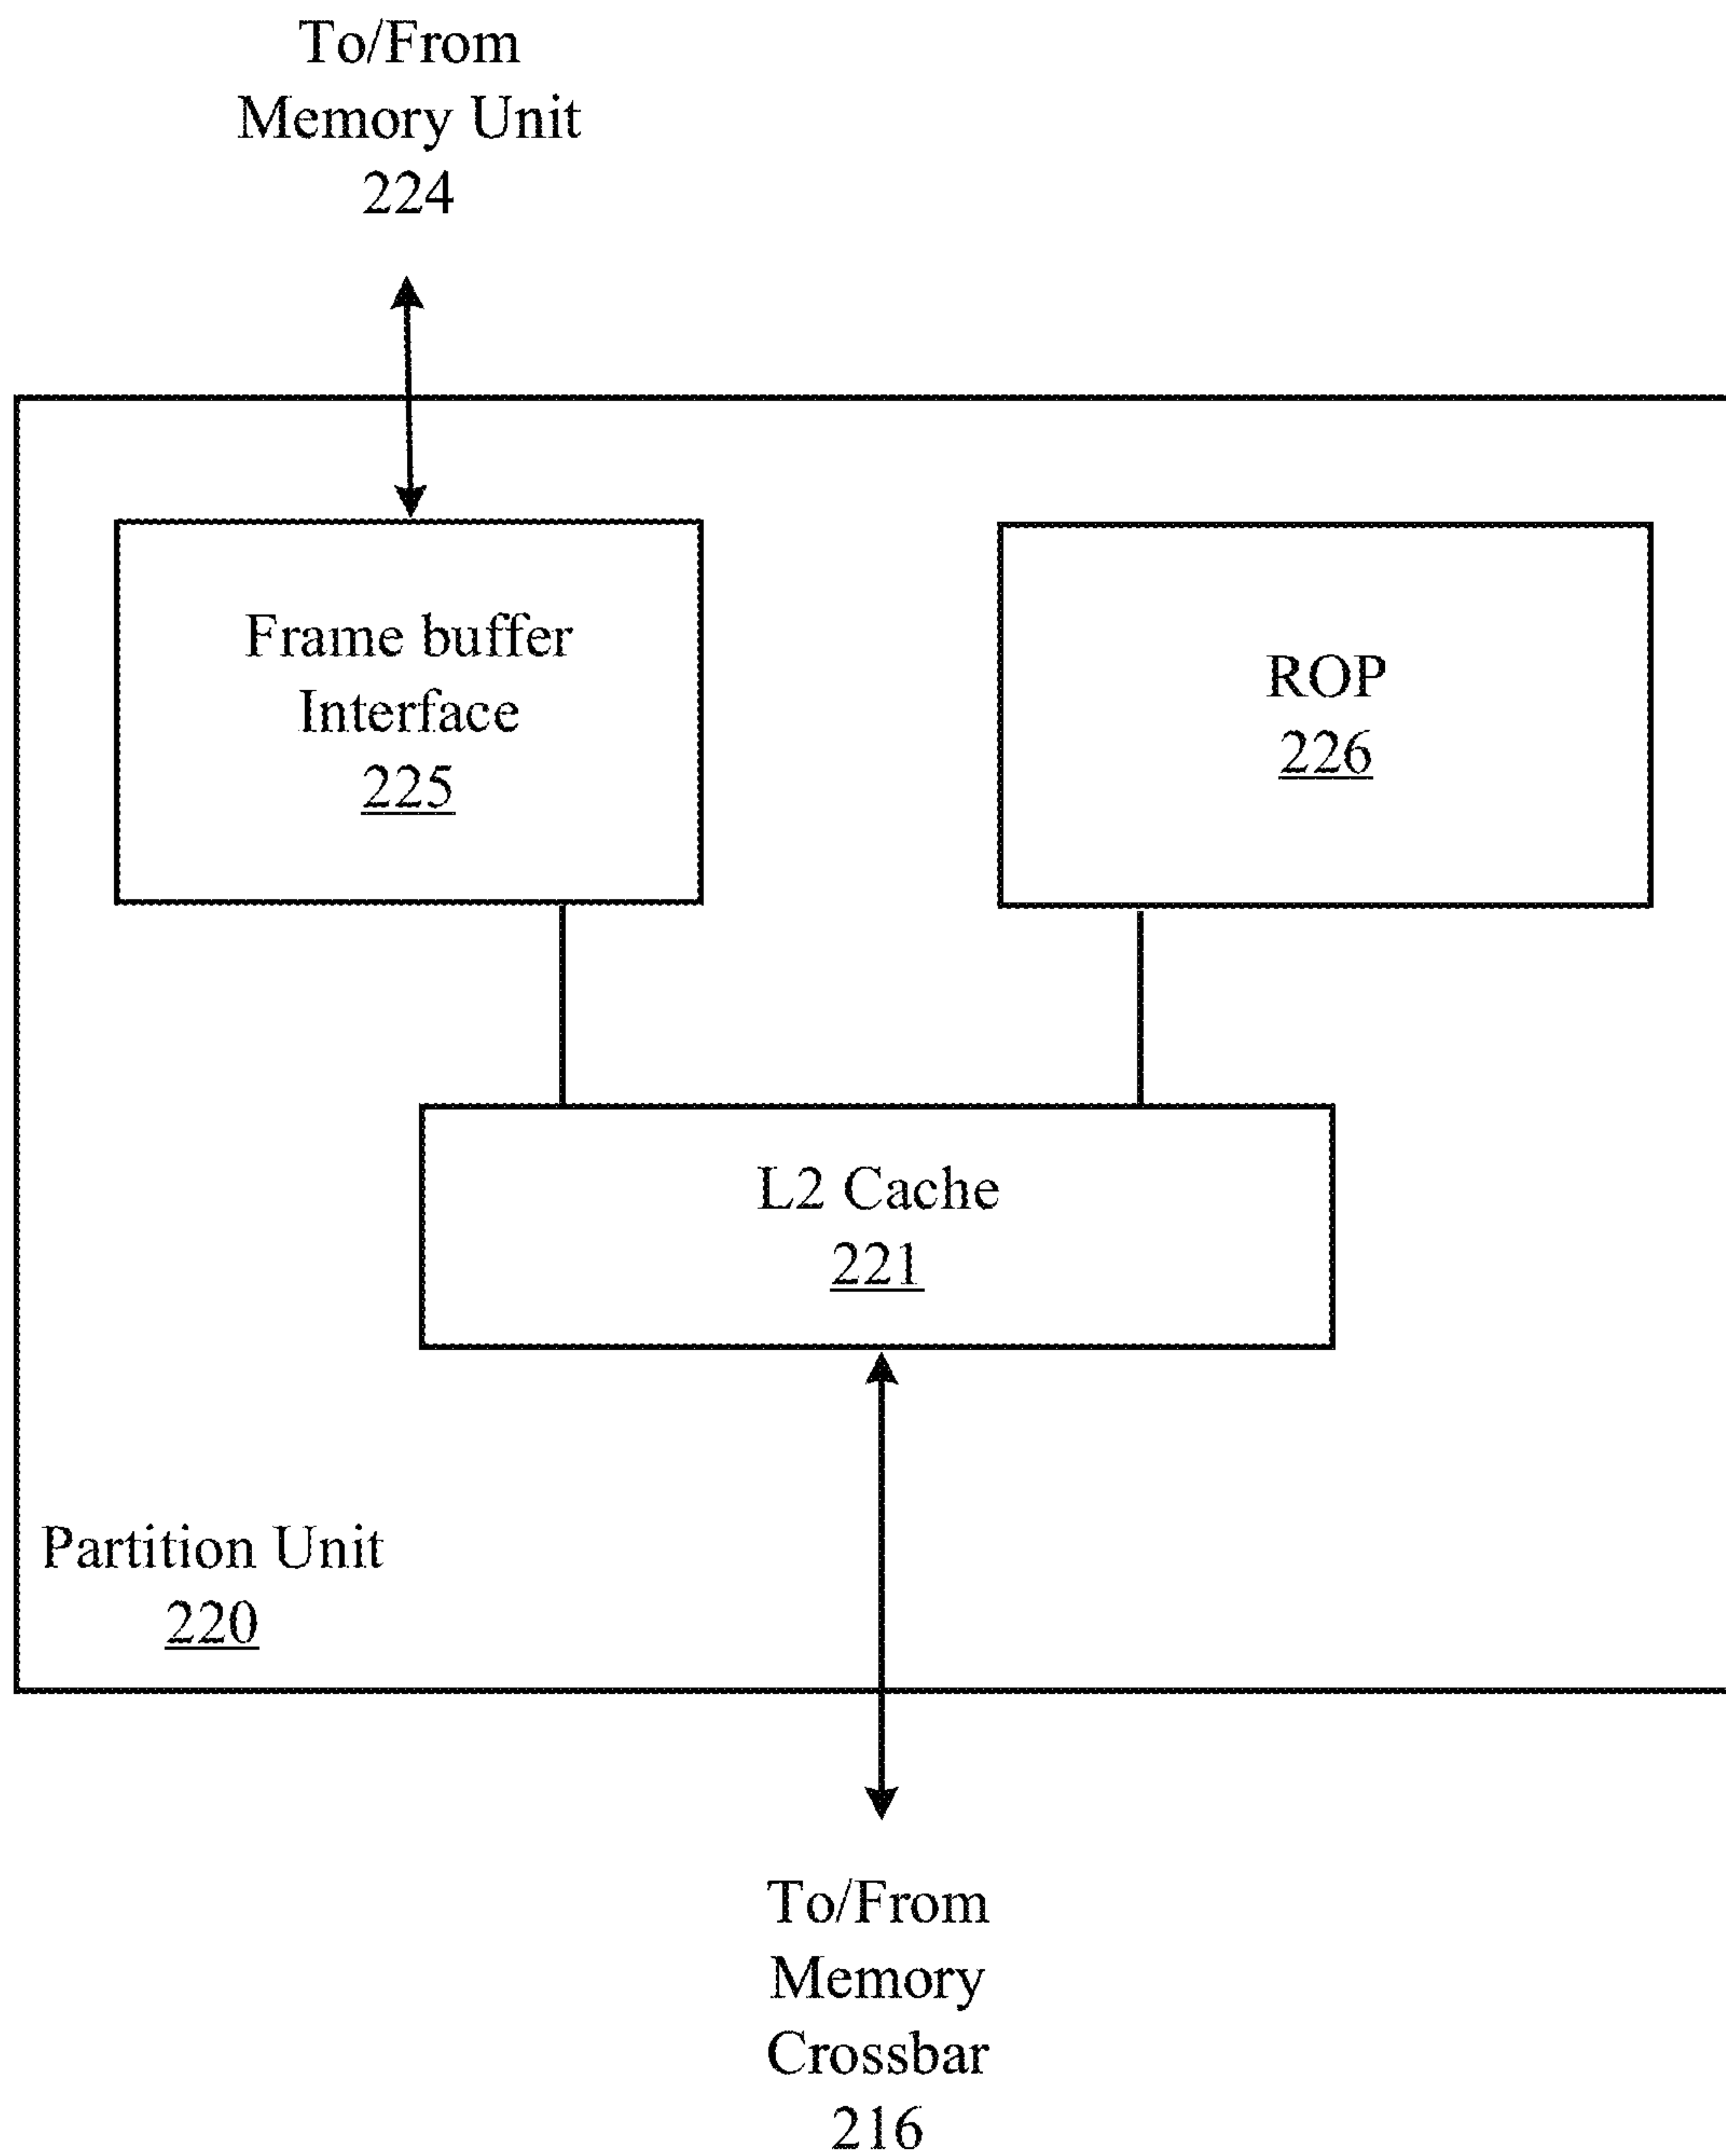 To/From
Memory Unit
224
Frame buffer
Interface
225
ROP
226
L2 Cache
221
Partition Unit
220
To/From
Memory
Crossbar
216